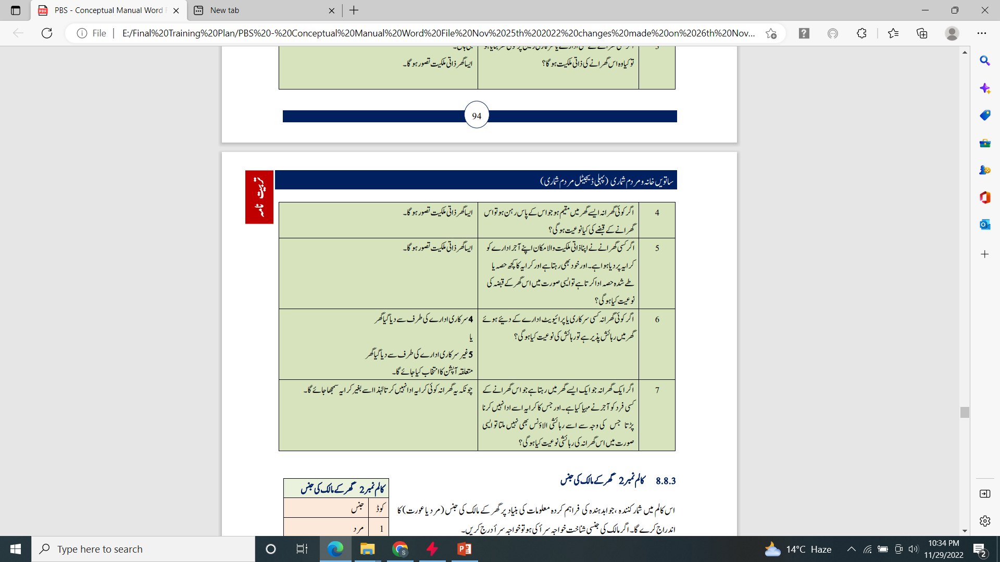 PBS - Conceptual Manual Word
New tab
File
E:/Final%20Training%20Plan/PBS%20-%20Conceptual%20Manual%20Word%20File%20Nov%2025th%202022%20changes%20made%20on%2026th%20Nov...
تو کیا وہ اس گھرانے کی ذاتی ملکیت ہو گا؟
ایسا گھر ذاتی ملکیت تصور ہو گا۔
94
ساتویں خانہ و مردم شماری (پہلی ڈیجیٹل مردم شماری)
تربیت نامہ
4
اگر کوئی گھرانہ ایسے گھر میں مقیم ہو جو اس کے پاس رہن ہو تو اس
گھرانے کے قبضے کی کیا نوعیت ہو گی؟
ایسا گھر ذاتی ملکیت تصور ہو گا۔
5
اگر کسی گھرانے نے اپنا ذاتی ملکیت والا مکان اپنے آجر ادارے کو
کرایہ پر دیا ہوا ہے۔ اور خود بھی رہتا ہے اور کرایہ کا کچھ حصہ یا
طے شدہ حصہ ادا کرتا ہے تو ایسی صورت میں اس گھر کے قبضہ کی
نوعیت کیا ہو گی؟
ایسا گھر ذاتی ملکیت تصور ہو گا۔
6
اگر کوئی گھرانہ کسی سرکاری یا پرائیویٹ ادارے کے دیئے ہوئے
گھر میں رہائش پذیر ہے تو رہائش کی نوعیت کیا ہو گی؟
4 سرکاری ادارے کی طرف سے دیا گیا گھر
یا
5 غیر سرکاری ادارے کی طرف سے دیا گیا گھر
متعلقہ آپشن کا انتخاب کیا جائے گا۔
7
اگر ایک گھرانہ جو ایک ایسے گھر میں رہتا ہے جو اس گھرانے کے
کسی فرد کو آجر نے مہیا کیا ہے۔ اور جس کا کرایہ اسے ادا نہیں کرنا
پڑتا جس کی وجہ سے اسے رہائشی الاؤنس بھی نہیں ملتا تو ایسی
صورت میں اس گھرانہ کی رہائشی نوعیت کیا ہو گی؟
چونکہ یہ گھرانہ کوئی کرایہ ادا نہیں کرتا لہٰذا اسے بغیر کرایہ سمجھا جائے گا۔
8.8.3 کالم نمبر 2 گھر کے مالک کی جنس
اس کالم میں شمار کنندہ، جوابدہندہ کی فراہم کردہ معلومات کی بنیاد پر گھر کے مالک کی جنس (مرد یا عورت) کا
اندراج کرے گا۔ اگر مالک کی جنسی شناخت خواجہ سرأ کی ہو تو خواجہ سرأ درج کریں۔
کالم نمبر 2 گھر کے مالک کی جنس
کوڈ جنس
1 مرد
Type here to search
14°C Haze
10:34 PM
11/29/2022
2